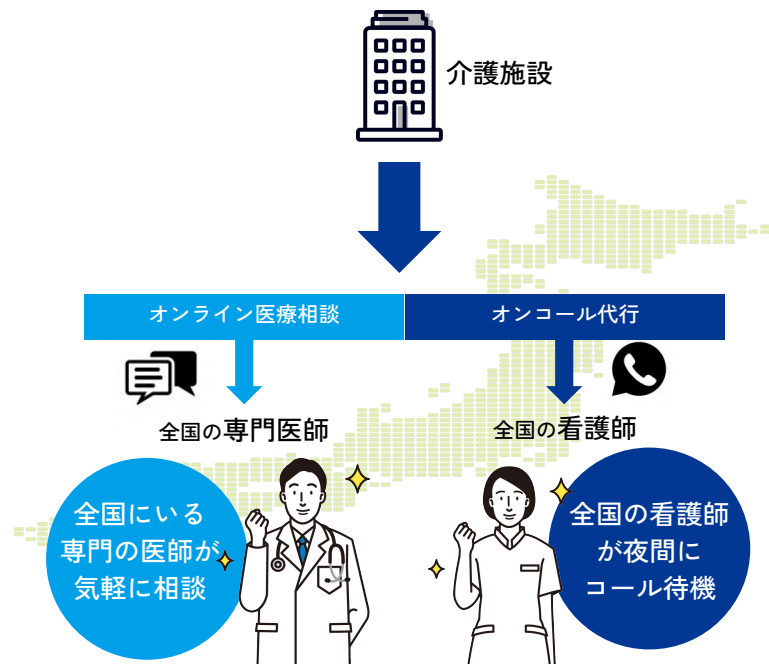 介護施設
オンライン医療相談
オンコール代行
全国の専門医師
全国の看護師
全国にいる
専門の医師が
気軽に相談
全国の看護師
が夜間に
コール待機